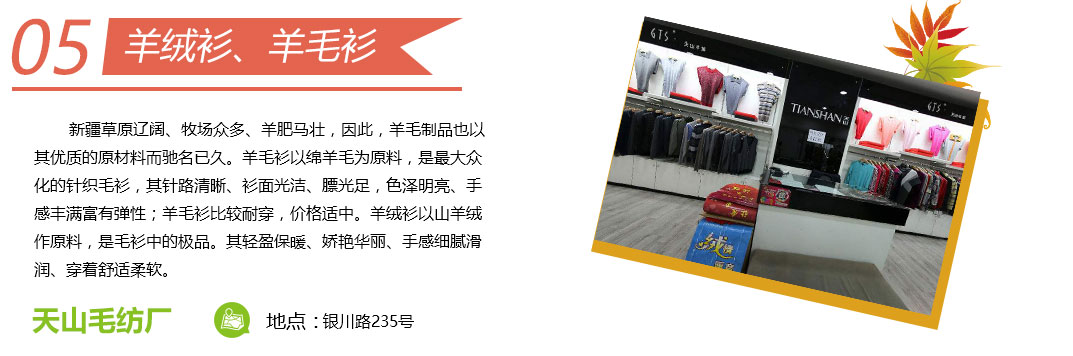 05 羊绒衫、羊毛衫
新疆草原辽阔、牧场众多、羊肥马壮，因此，羊毛制品也以
其优质的原材料而驰名已久。羊毛衫以绵羊毛为原料，是最大众
化的针织毛衫，其针路清晰、衫面光洁、膘光足，色泽明亮、手
感丰满富有弹性；羊毛衫比较耐穿，价格适中。羊绒衫以山羊绒
作原料，是毛衫中的极品。其轻盈保暖、娇艳华丽、手感细腻滑
润、穿着舒适柔软。
天山毛纺厂 地点：银川路235号
GTS
TIANSHAN
GTS
绒